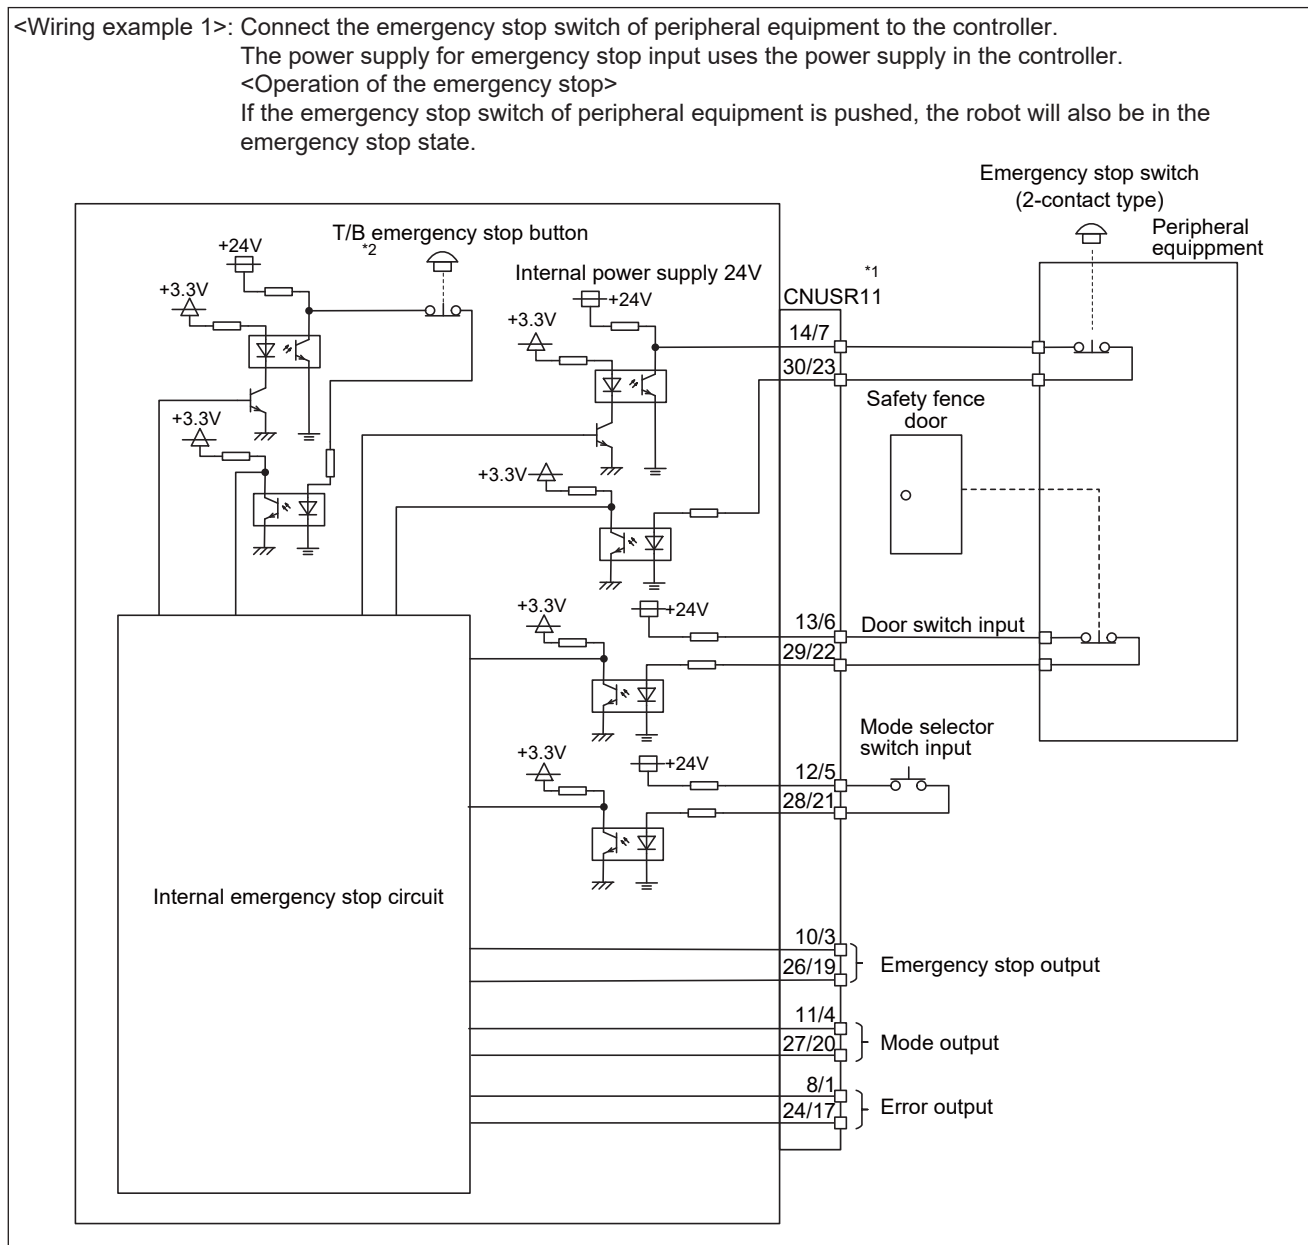 <Wiring example 1>: Connect the emergency stop switch of peripheral equipment to the controller.
The power supply for emergency stop input uses the power supply in the controller.
<Operation of the emergency stop>
If the emergency stop switch of peripheral equipment is pushed, the robot will also be in the
emergency stop state.
Emergency stop switch
(2-contact type)
Peripheral
equippment
T/B emergency stop button
*2
+24V
Internal power supply 24V
*1
CNUSR11
+3.3V
+24V
+3.3V
14/7
30/23
Safety fence
door
+3.3V
+3.3V
+3.3V
+24V
13/6
Door switch input
29/22
Mode selector
switch input
+3.3V
+24V
12/5
28/21
Internal emergency stop circuit
10/3
26/19
Emergency stop output
11/4
27/20
Mode output
8/1
24/17
Error output